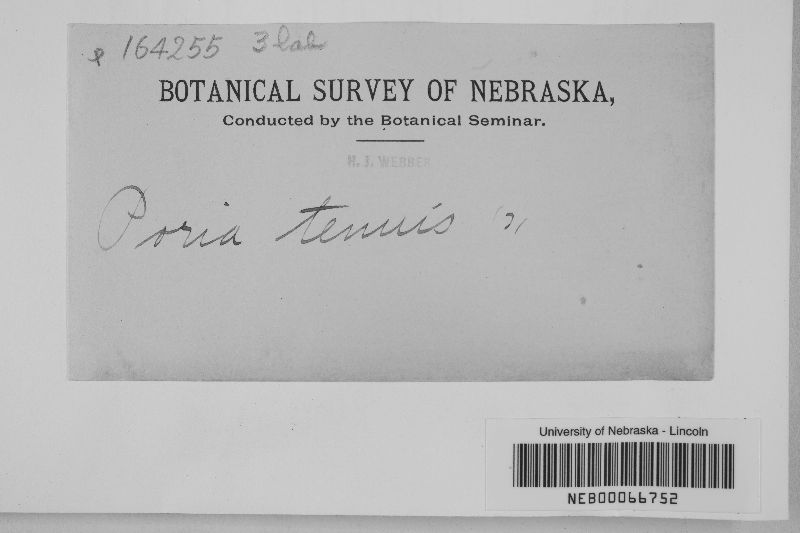 164255 3 lab
BOTANICAL SURVEY OF NEBRASKA,
Conducted by the Botanical Seminar.
H. J. WEBBER
Poria tenuis (?)
University of Nebraska - Lincoln
NEB00066752